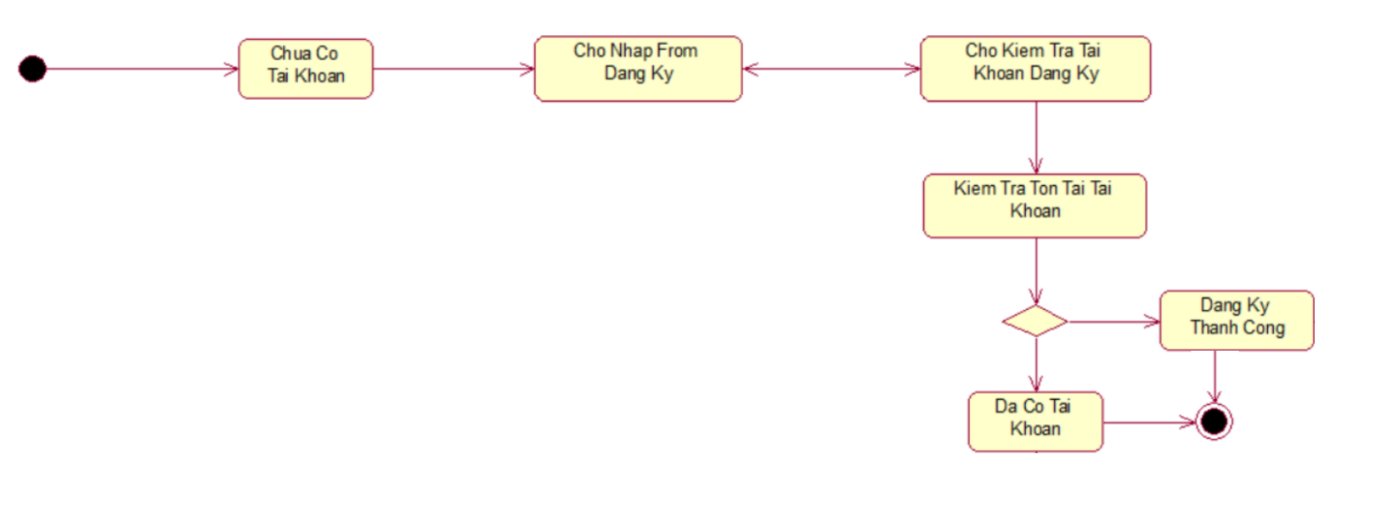 Chua Co
Tai Khoan
Cho Nhap From
Dang Ky
Cho Kiem Tra Tai
Khoan Dang Ky
Kiem Tra Ton Tai Tai
Khoan
Dang Ky
Thanh Cong
Da Co Tai
Khoan